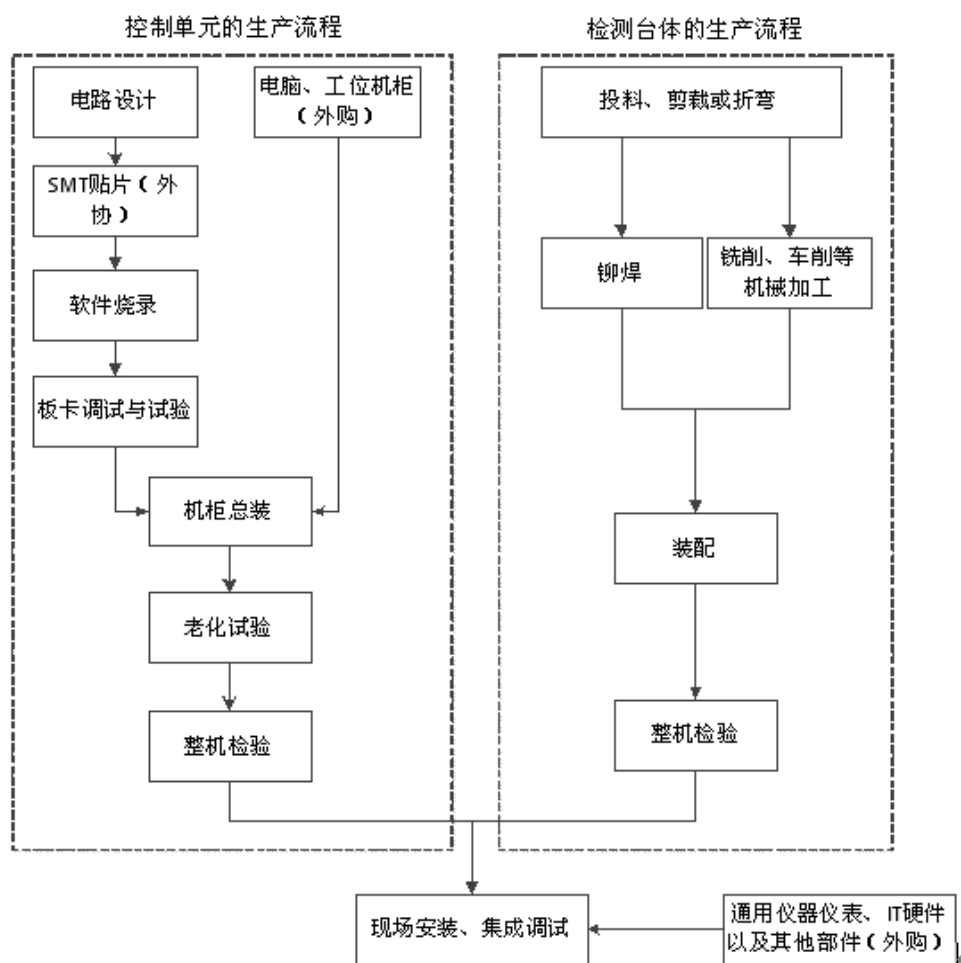 控制单元的生产流程
检测台体的生产流程
电路设计
电脑、工位机柜
（外购）
投料、剪裁或折弯
SMT贴片（外
协）
铆焊
铣削、车削等
机械加工
软件烧录
板卡调试与试验
机柜总装
装配
老化试验
整机检验
整机检验
现场安装、集成调试
通用仪器仪表、IT硬件
以及其他部件（外购）